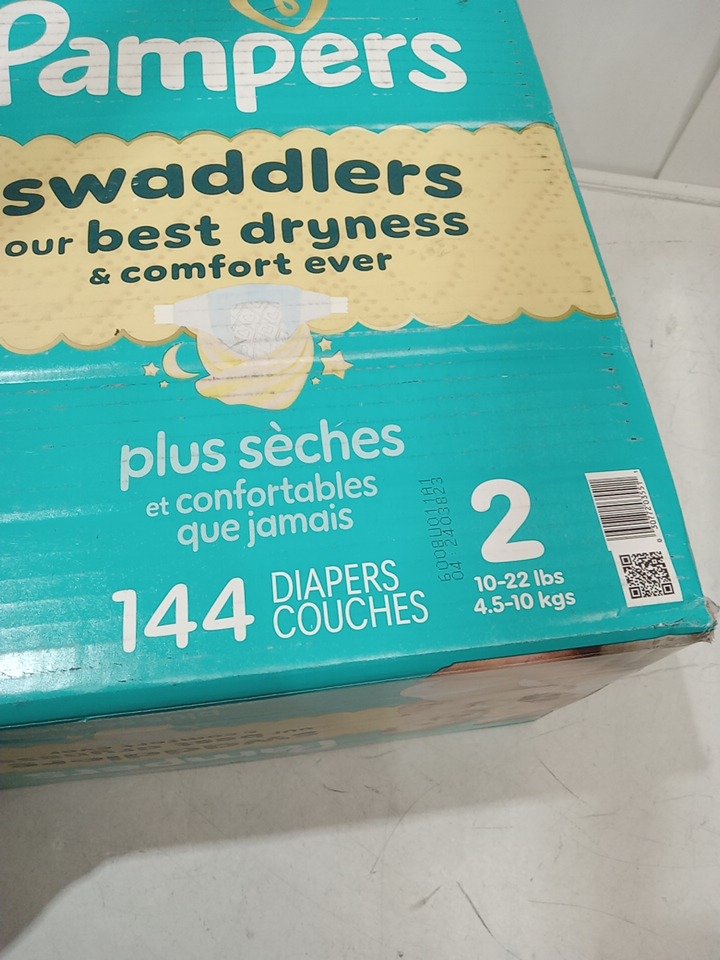 Pampers
swaddlers
our best dryness
& comfort ever
plus sèches
et confortables
que jamais
144 DIAPERS
COUCHES
2
10-22 lbs
4.5-10 kgs